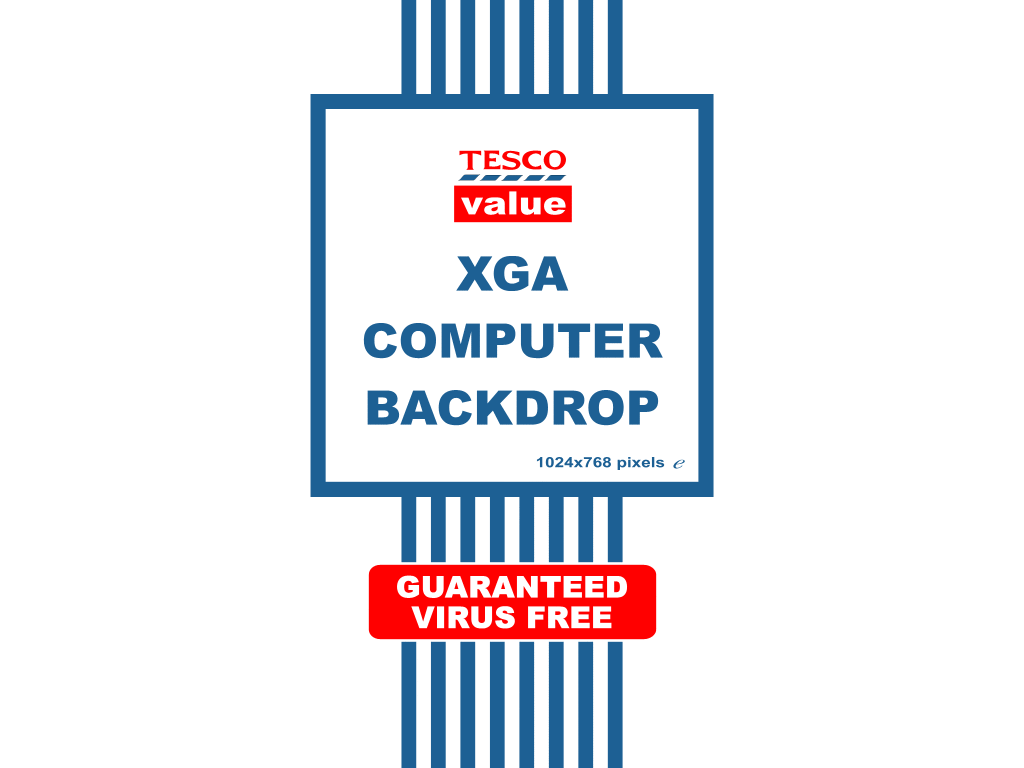 TESCO
value
XGA
COMPUTER
BACKDROP
1024x768 pixels ℯ
GUARANTEED
VIRUS FREE